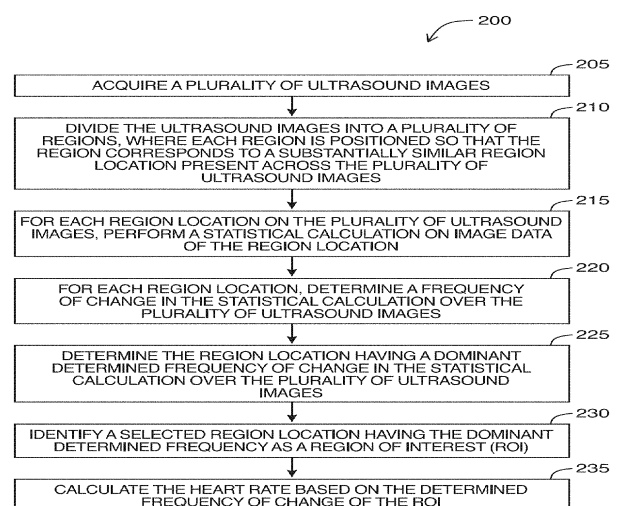 200
205
ACQUIRE A PLURALITY OF ULTRASOUND IMAGES
210
DIVIDE THE ULTRASOUND IMAGES INTO A PLURALITY OF
REGIONS, WHERE EACH REGION IS POSITIONED SO THAT THE
REGION CORRESPONDS TO A SUBSTANTIALLY SIMILAR REGION
LOCATION PRESENT ACROSS THE PLURALITY OF
ULTRASOUND IMAGES
215
FOR EACH REGION LOCATION ON THE PLURALITY OF ULTRASOUND
IMAGES, PERFORM A STATISTICAL CALCULATION ON IMAGE DATA
OF THE REGION LOCATION
220
FOR EACH REGION LOCATION, DETERMINE A FREQUENCY
OF CHANGE IN THE STATISTICAL CALCULATION OVER THE
PLURALITY OF ULTRASOUND IMAGES
225
DETERMINE THE REGION LOCATION HAVING A DOMINANT
DETERMINED FREQUENCY OF CHANGE IN THE STATISTICAL
CALCULATION OVER THE PLURALITY OF ULTRASOUND
IMAGES
230
IDENTIFY A SELECTED REGION LOCATION HAVING THE DOMINANT
DETERMINED FREQUENCY AS A REGION OF INTEREST (ROI)
235
CALCULATE THE HEART RATE BASED ON THE DETERMINED
FREQUENCY OF CHANGE OF THE ROI